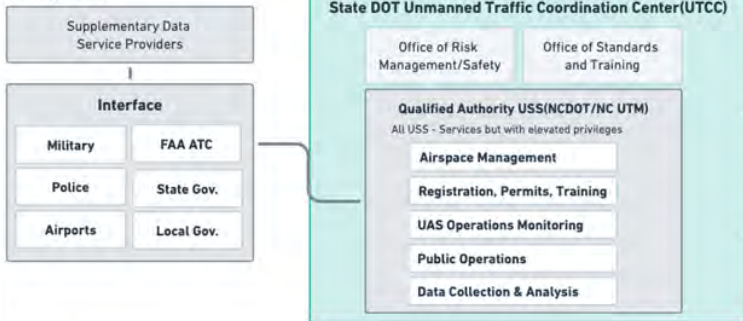 Supplementary Data
Service Providers
Interface
Military
FAA ATC
Police
State Gov.
Airports
Local Gov.
State DOT Unmanned Traffic Coordination Center(UTCC)
Office of Risk
Management/Safety
Office of Standards
and Training
Qualified Authority USS(NCDOT/NC UTM)
All USS - Services but with elevated privileges
Airspace Management
Registration, Permits, Training
UAS Operations Monitoring
Public Operations
Data Collection & Analysis